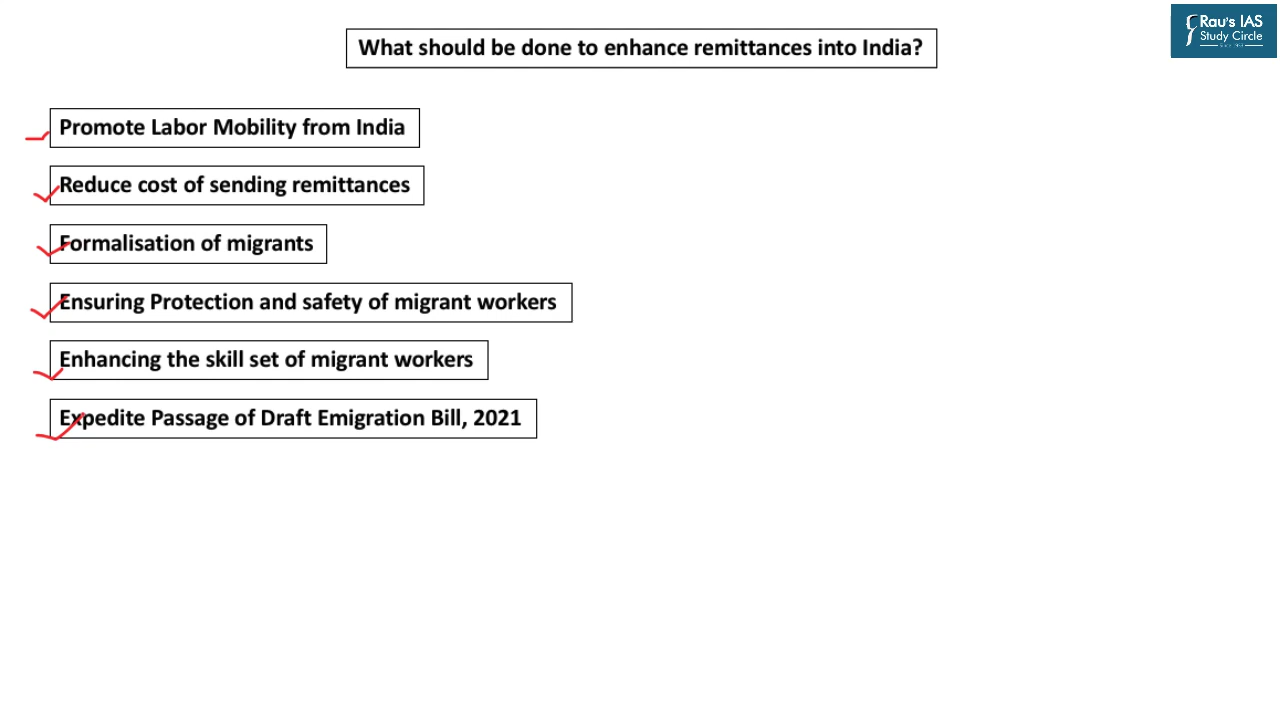 Rau's IAS
Study Circle
What should be done to enhance remittances into India?
Promote Labor Mobility from India
Reduce cost of sending remittances
Formalisation of migrants
Ensuring Protection and safety of migrant workers
Enhancing the skill set of migrant workers
Expedite Passage of Draft Emigration Bill, 2021